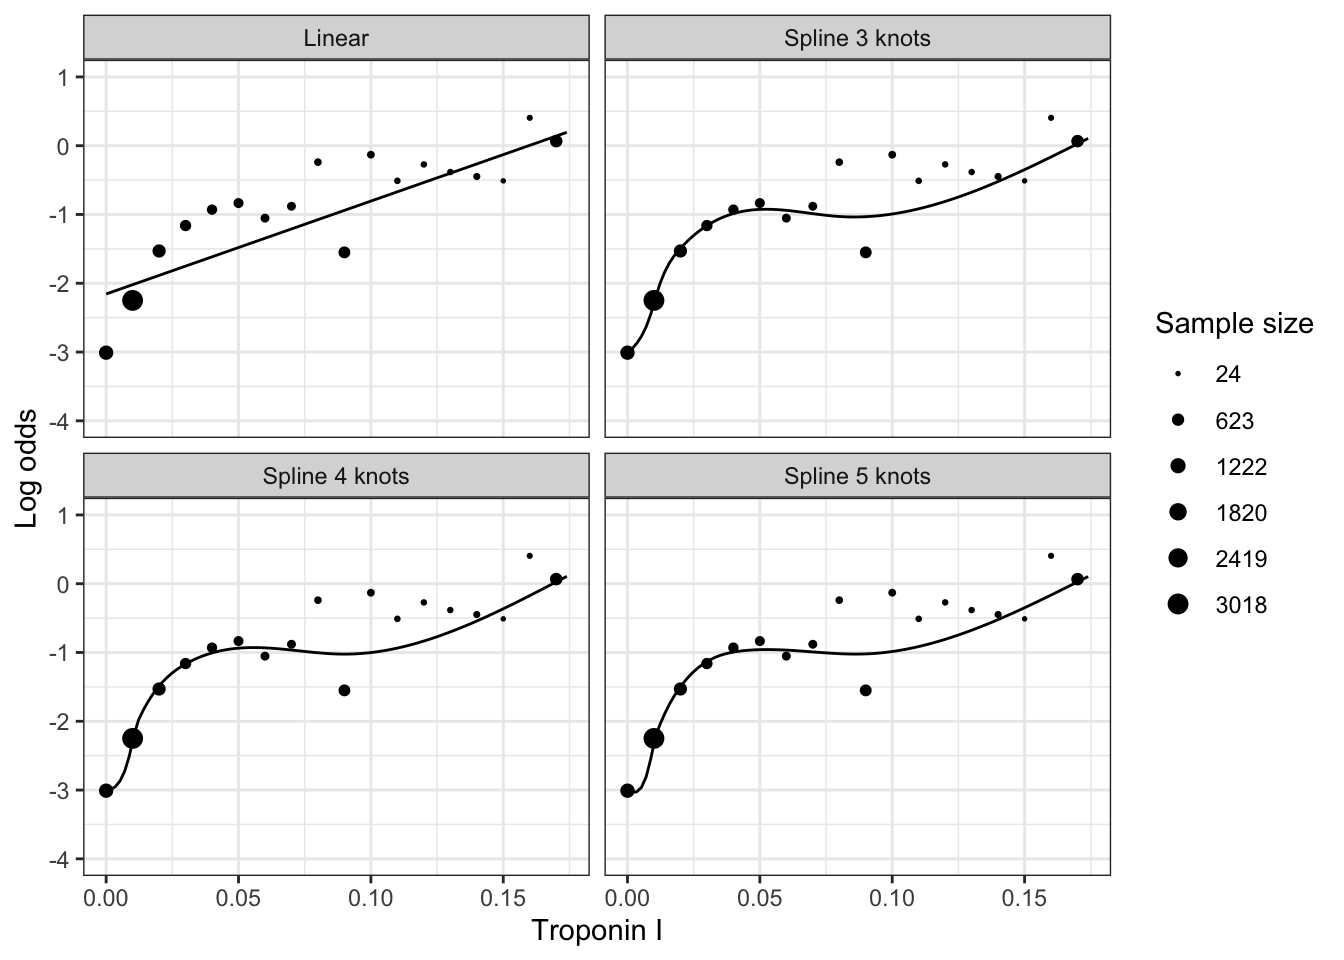 Linear
Spline 3 knots
1
0
-1
-2
-3
-4
Spline 4 knots
Spline 5 knots
1
0
-1
-2
-3
-4
0.00 0.05 0.10 0.15
0.00 0.05 0.10 0.15
Troponin I
Log odds
Sample size
24
623
1222
1820
2419
3018